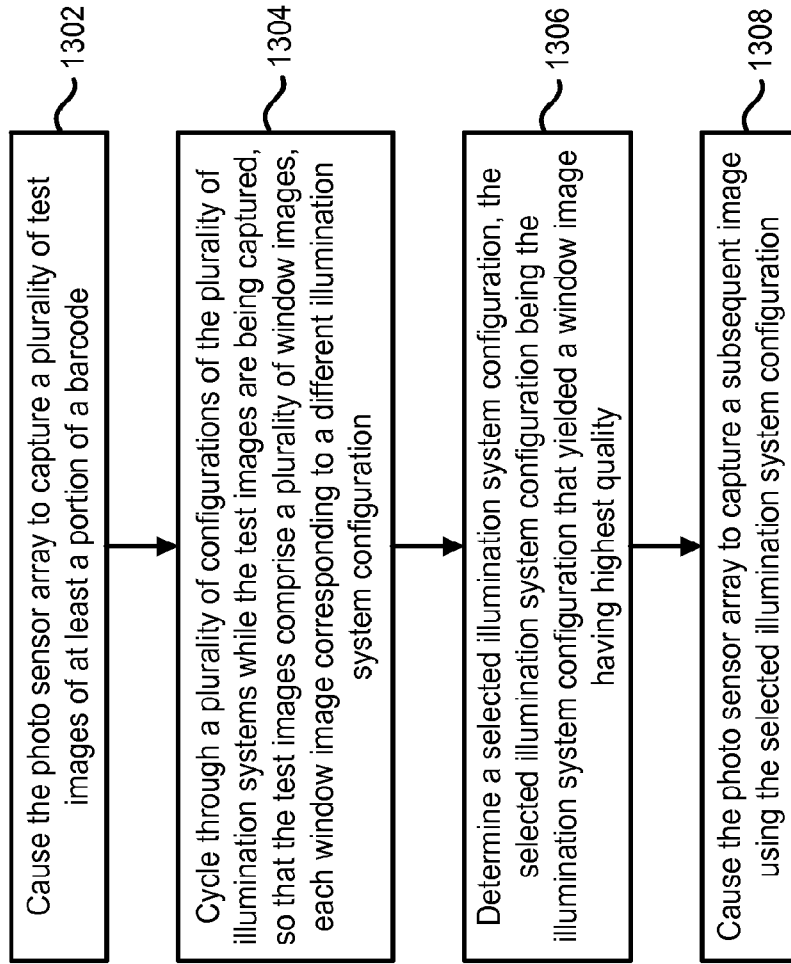 Cause the photo sensor array to capture a plurality of test
images of at least a portion of a barcode
1302
Cycle through a plurality of configurations of the plurality of
illumination systems while the test images are being captured,
so that the test images comprise a plurality of window images,
each window image corresponding to a different illumination
system configuration
1304
Determine a selected illumination system configuration, the
selected illumination system configuration being the
illumination system configuration that yielded a window image
having highest quality
1306
Cause the photo sensor array to capture a subsequent image
using the selected illumination system configuration
1308